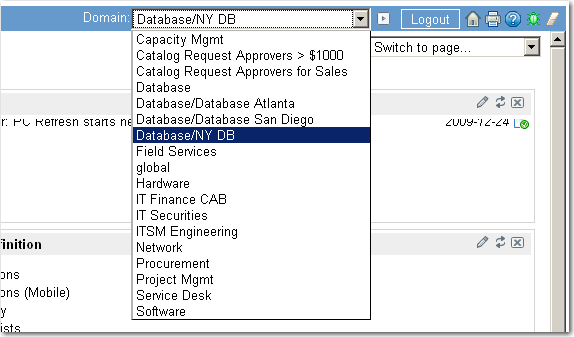 Domain: Database/NY DB Logout
Switch to page...
Capacity Mgmt
Catalog Request Approvers > $1000
Catalog Request Approvers for Sales
Database
Database/Database Atlanta
Database/Database San Diego
r: PC Refresh starts 2009-12-24
Database/NY DB
Field Services
global
Hardware
IT Finance CAB
IT Securities
ITSM Engineering
finition
Network
Procurement
ons
Project Mgmt
ons (Mobile)
Service Desk
y
Software
ists